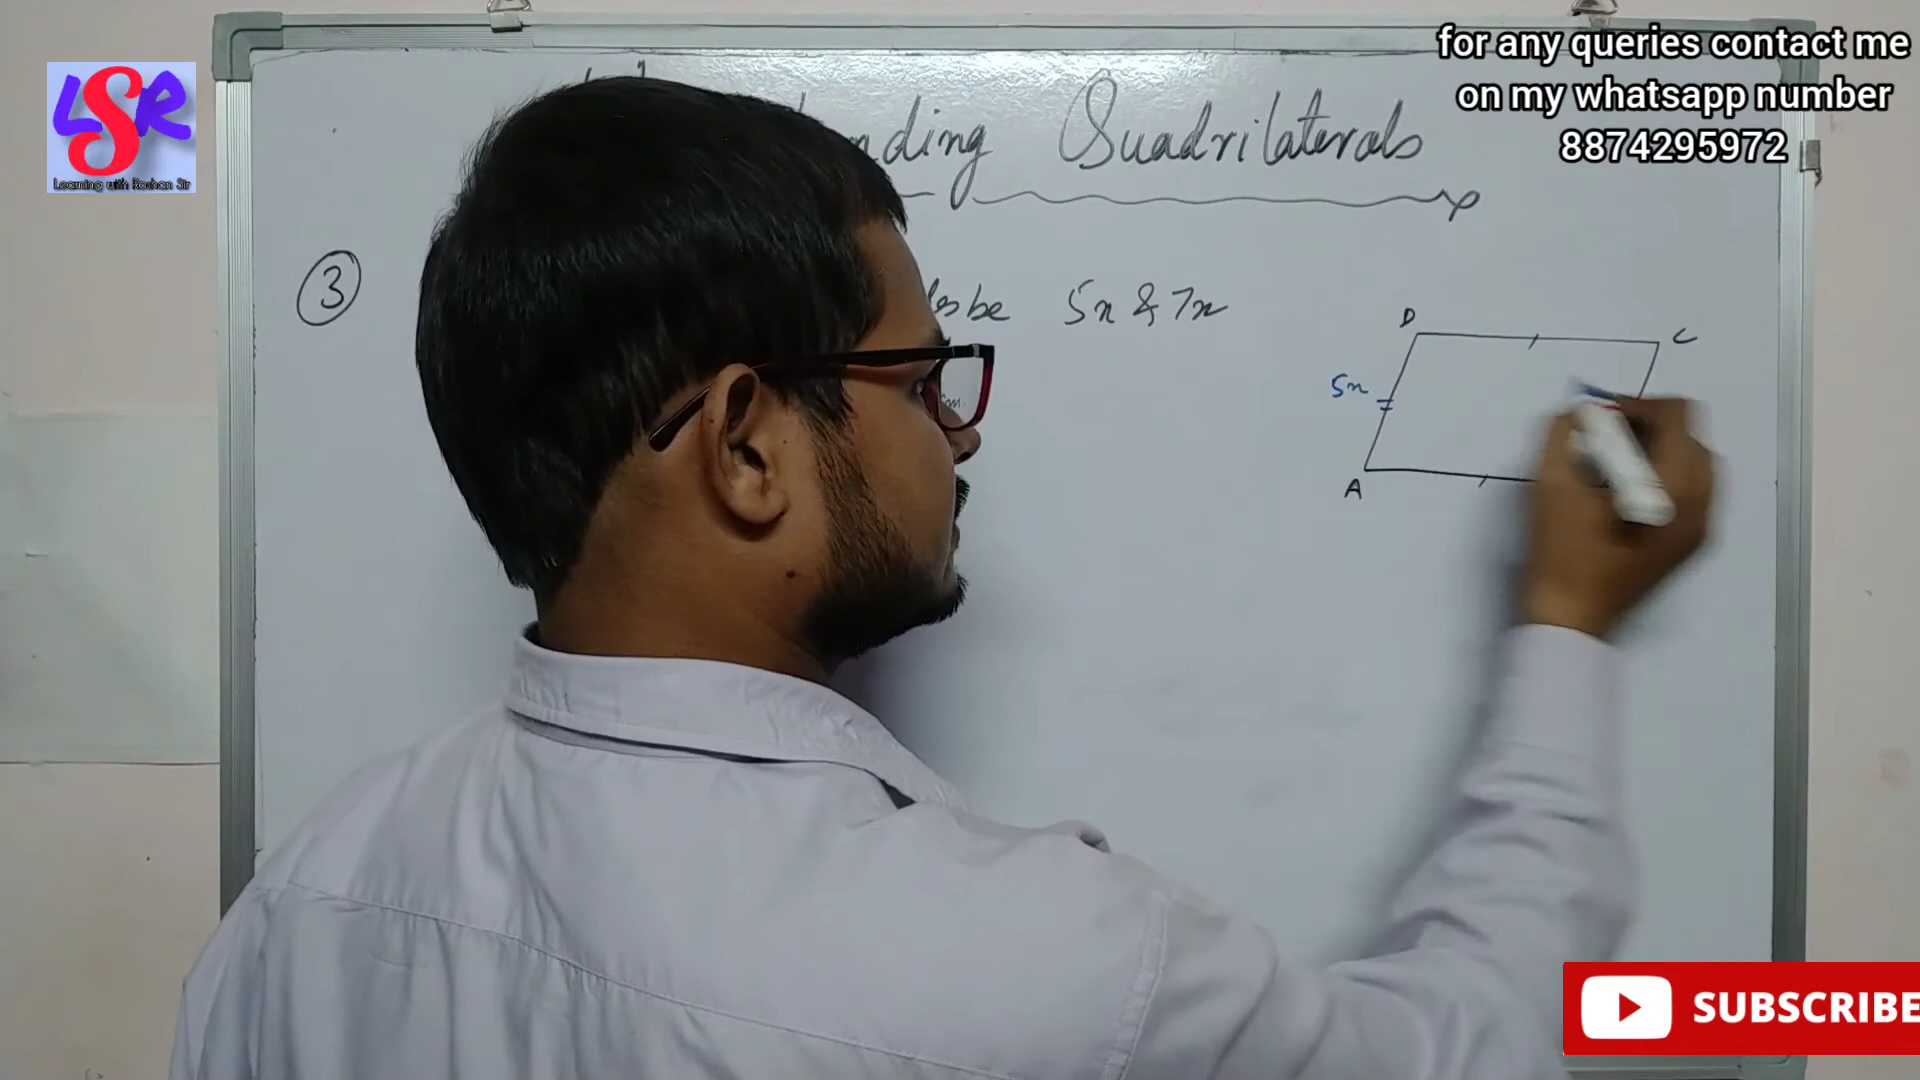 for any queries contact me
on my whatsapp number
8874295972
LSR
Learning with Roshan Sir
Quadrilaterals
3
be 5x & 7x
D
C
5x
A
SUBSCRIBE